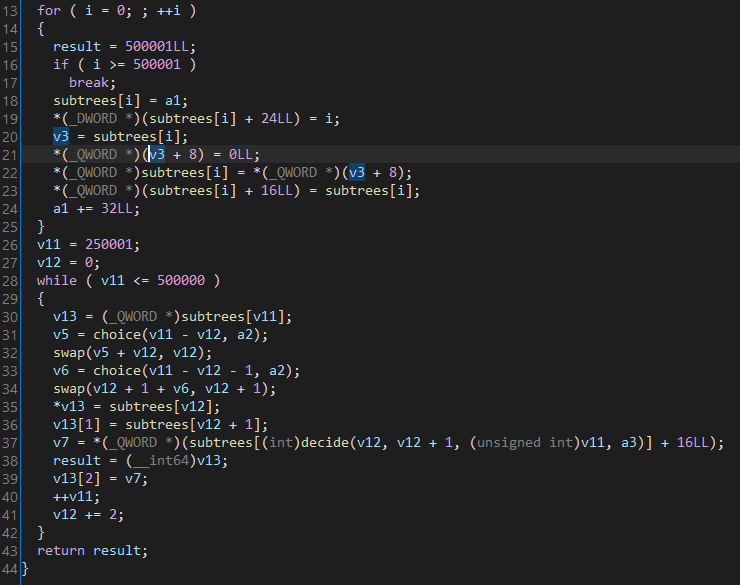 13 for ( i = 0; ; ++i )
14 {
15 result = 500001LL;
16 if ( i >= 500001 )
17 break;
18 subtrees[i] = a1;
19 *(_DWORD *)(subtrees[i] + 24LL) = i;
20 v3 = subtrees[i];
21 *(_QWORD *)(v3 + 8) = 0LL;
22 *(_QWORD *)subtrees[i] = *(_QWORD *)(v3 + 8);
23 *(_QWORD *)(subtrees[i] + 16LL) = subtrees[i];
24 a1 += 32LL;
25 }
26 v11 = 250001;
27 v12 = 0;
28 while ( v11 <= 500000 )
29 {
30 v13 = (_QWORD *)subtrees[v11];
31 v5 = choice(v11 - v12, a2);
32 swap(v5 + v12, v12);
33 v6 = choice(v11 - v12 - 1, a2);
34 swap(v12 + 1 + v6, v12 + 1);
35 *v13 = subtrees[v12];
36 v13[1] = subtrees[v12 + 1];
37 v7 = *(_QWORD *)(subtrees[(int)decide(v12, v12 + 1, (unsigned int)v11, a3)] + 16LL);
38 result = (__int64)v13;
39 v13[2] = v7;
40 ++v11;
41 v12 += 2;
42 }
43 return result;
44 }